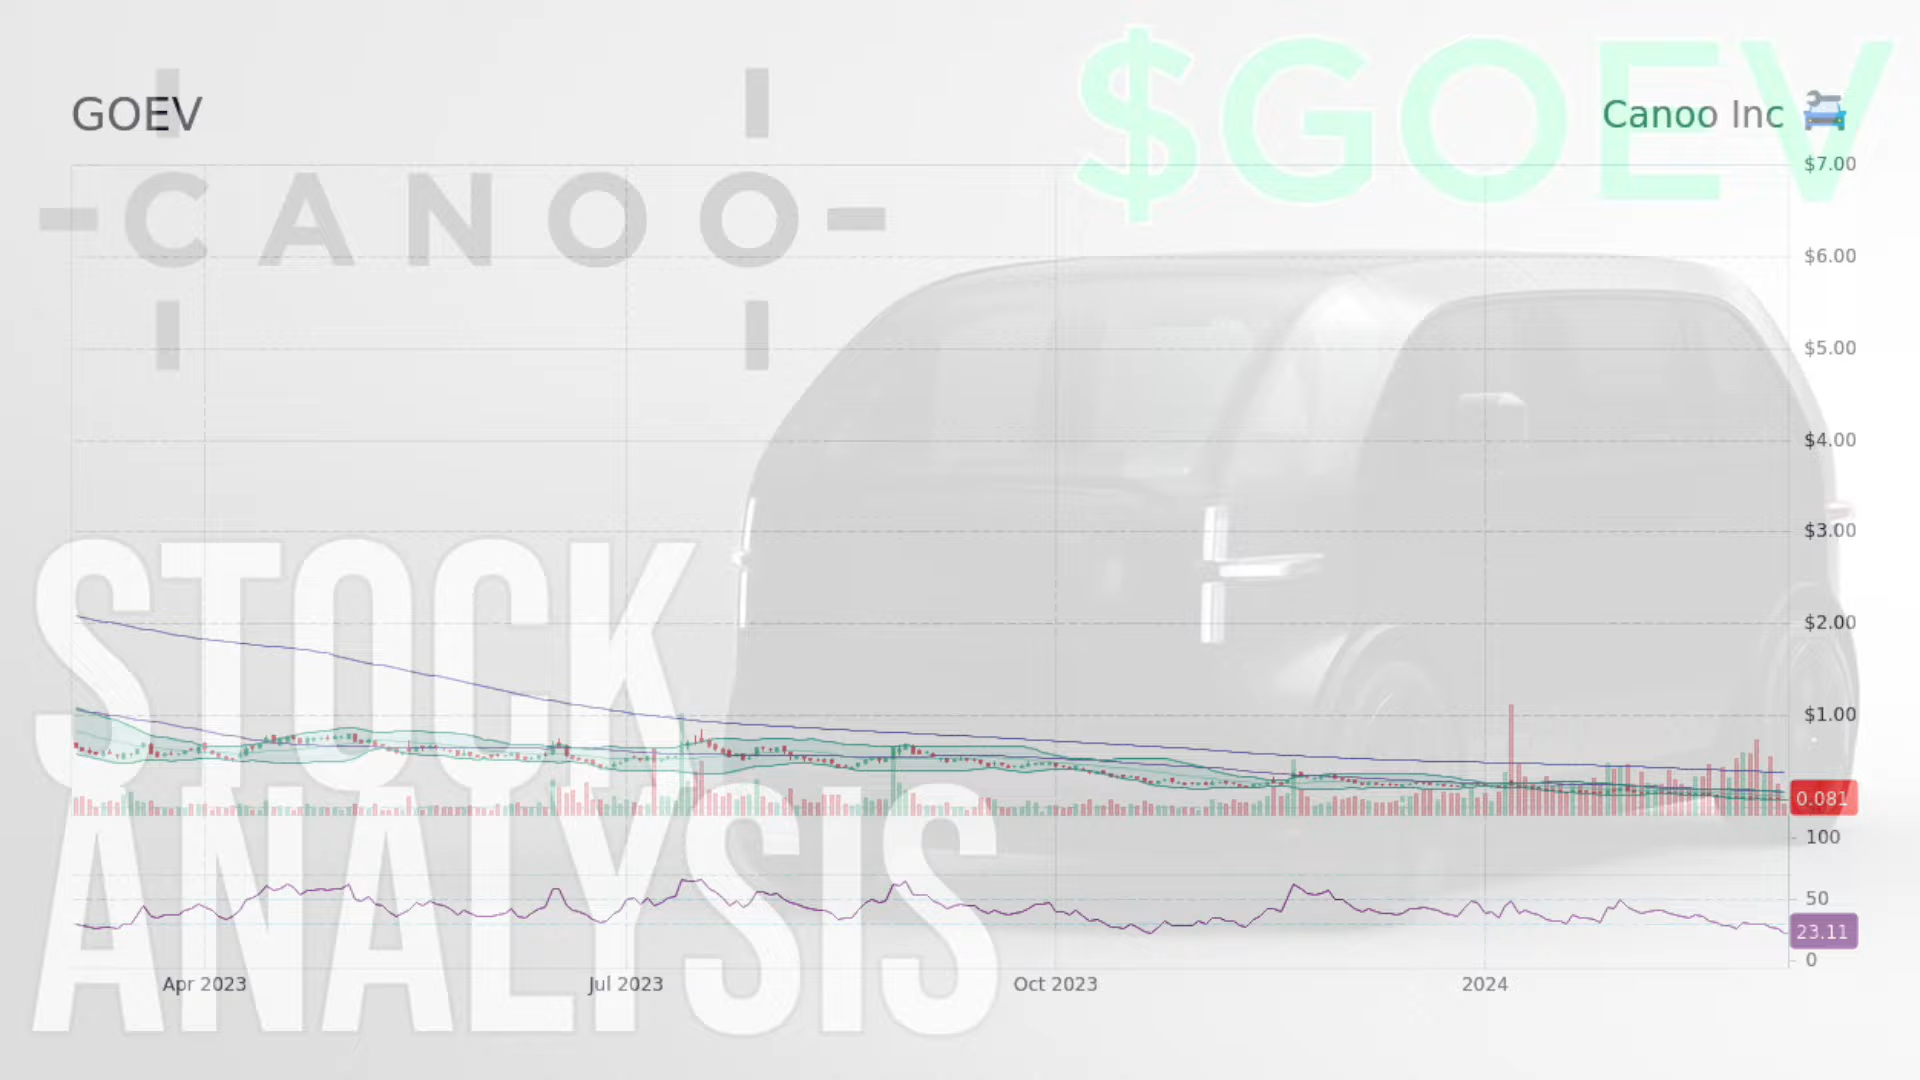 $GOEV
GOEV
Canoo Inc
CANOO
$7.00
$6.00
$5.00
$4.00
$3.00
$2.00
$1.00
0.081
STOCK
ANALYSIS
100
50
23.11
0
Apr 2023
Jul 2023
Oct 2023
2024